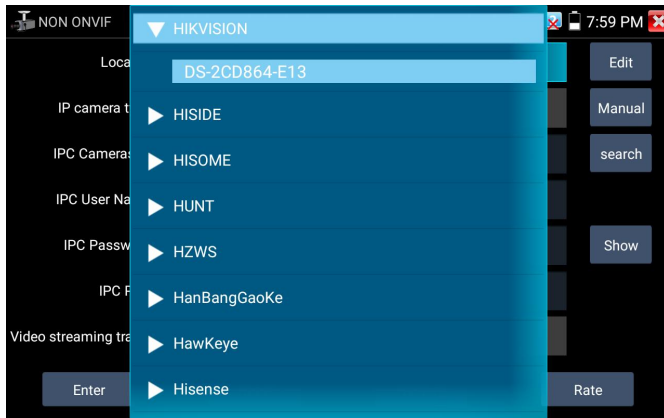 NON ONVIF
HIKVISION
7:59 PM
DS-2CD864-E13
Loca
Edit
IP camera t
HISIDE
Manual
IPC Cameras
HISOME
search
IPC User Na
HUNT
IPC Passw
HZWS
Show
IPC
HanBangGaoKe
Video streaming tra
HawKeye
Enter
Hisense
Rate